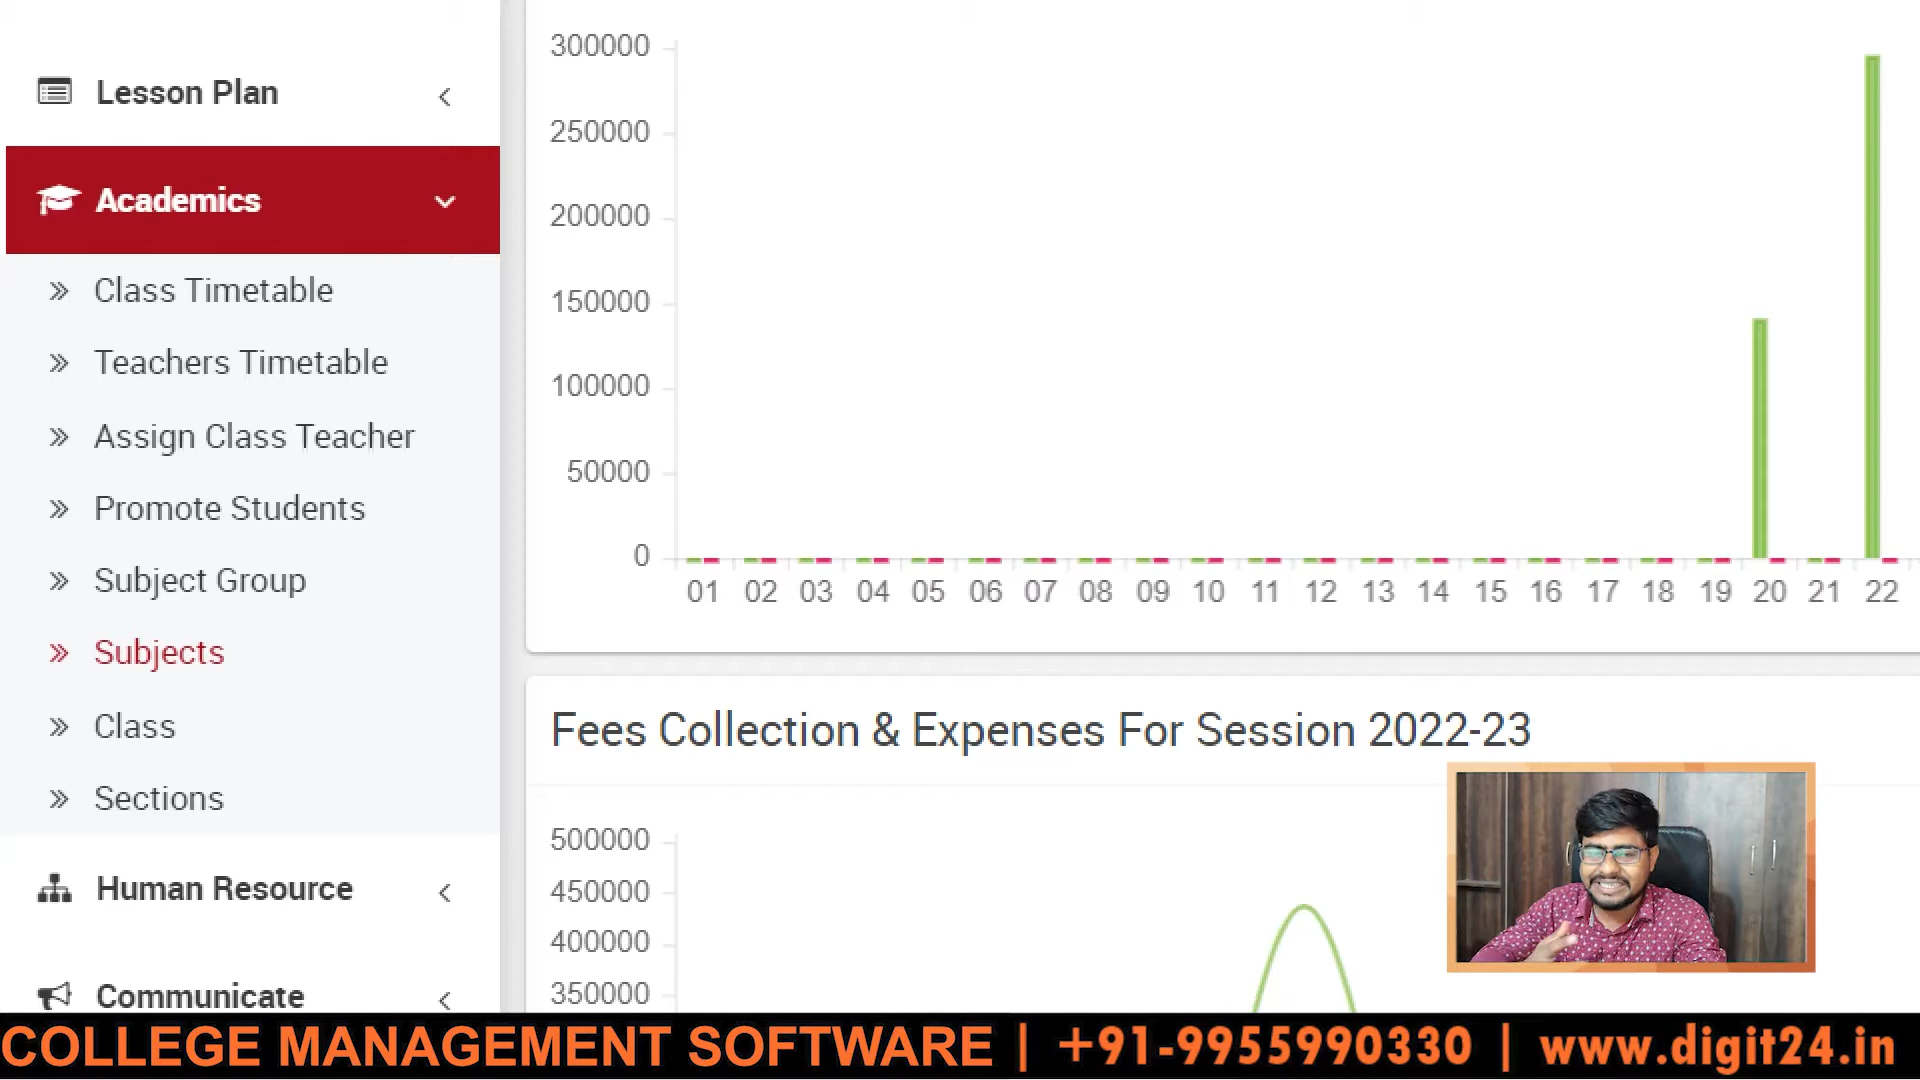 Lesson Plan
Academics
Class Timetable
Teachers Timetable
Assign Class Teacher
Promote Students
Subject Group
Subjects
Class
Sections
Human Resource
Communicate
300000
250000
200000
150000
100000
50000
0
01 02 03 04 05 06 07 08 09 10 11 12 13 14 15 16 17 18 19 20 21 22
Fees Collection & Expenses For Session 2022-23
500000
450000
400000
350000
COLLEGE MANAGEMENT SOFTWARE | +91-9955990330 | www.digit24.in